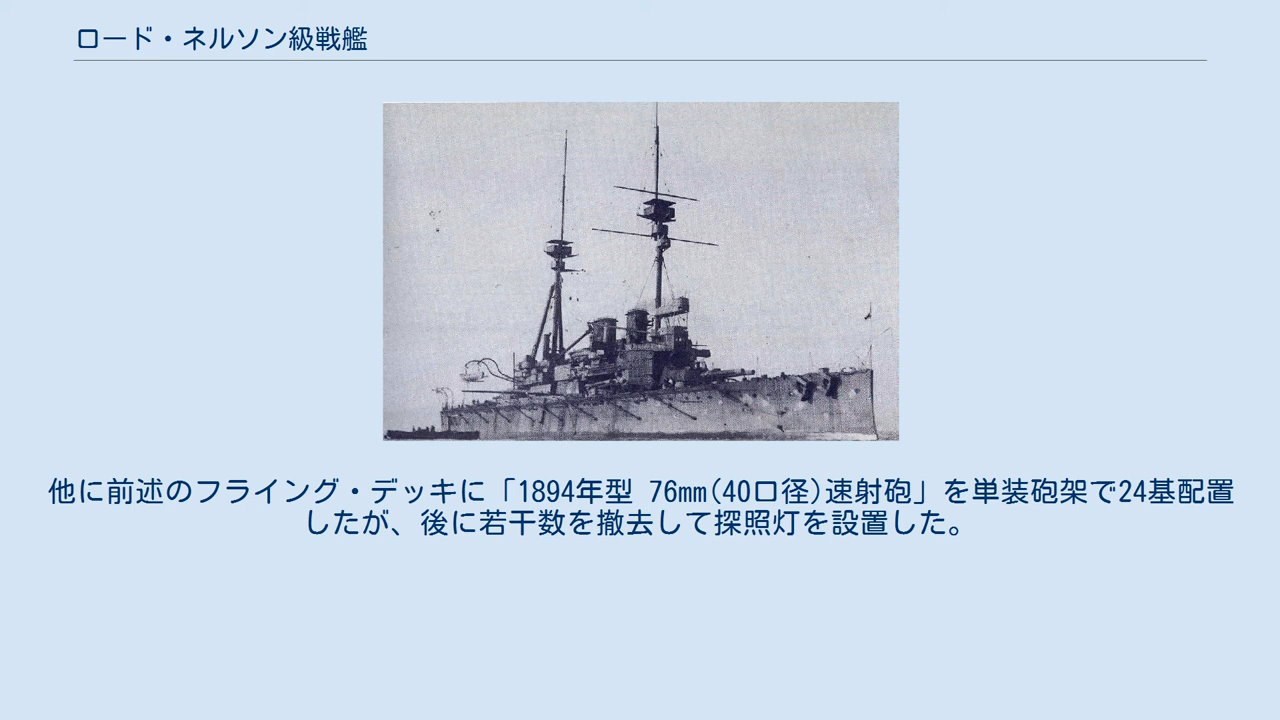 ロード・ネルソン級戦艦
他に前述のフライング・デッキに「1894年型 76mm(40口径)速射砲」を単装砲架で24基配置
したが、後に若干数を撤去して探照灯を設置した。